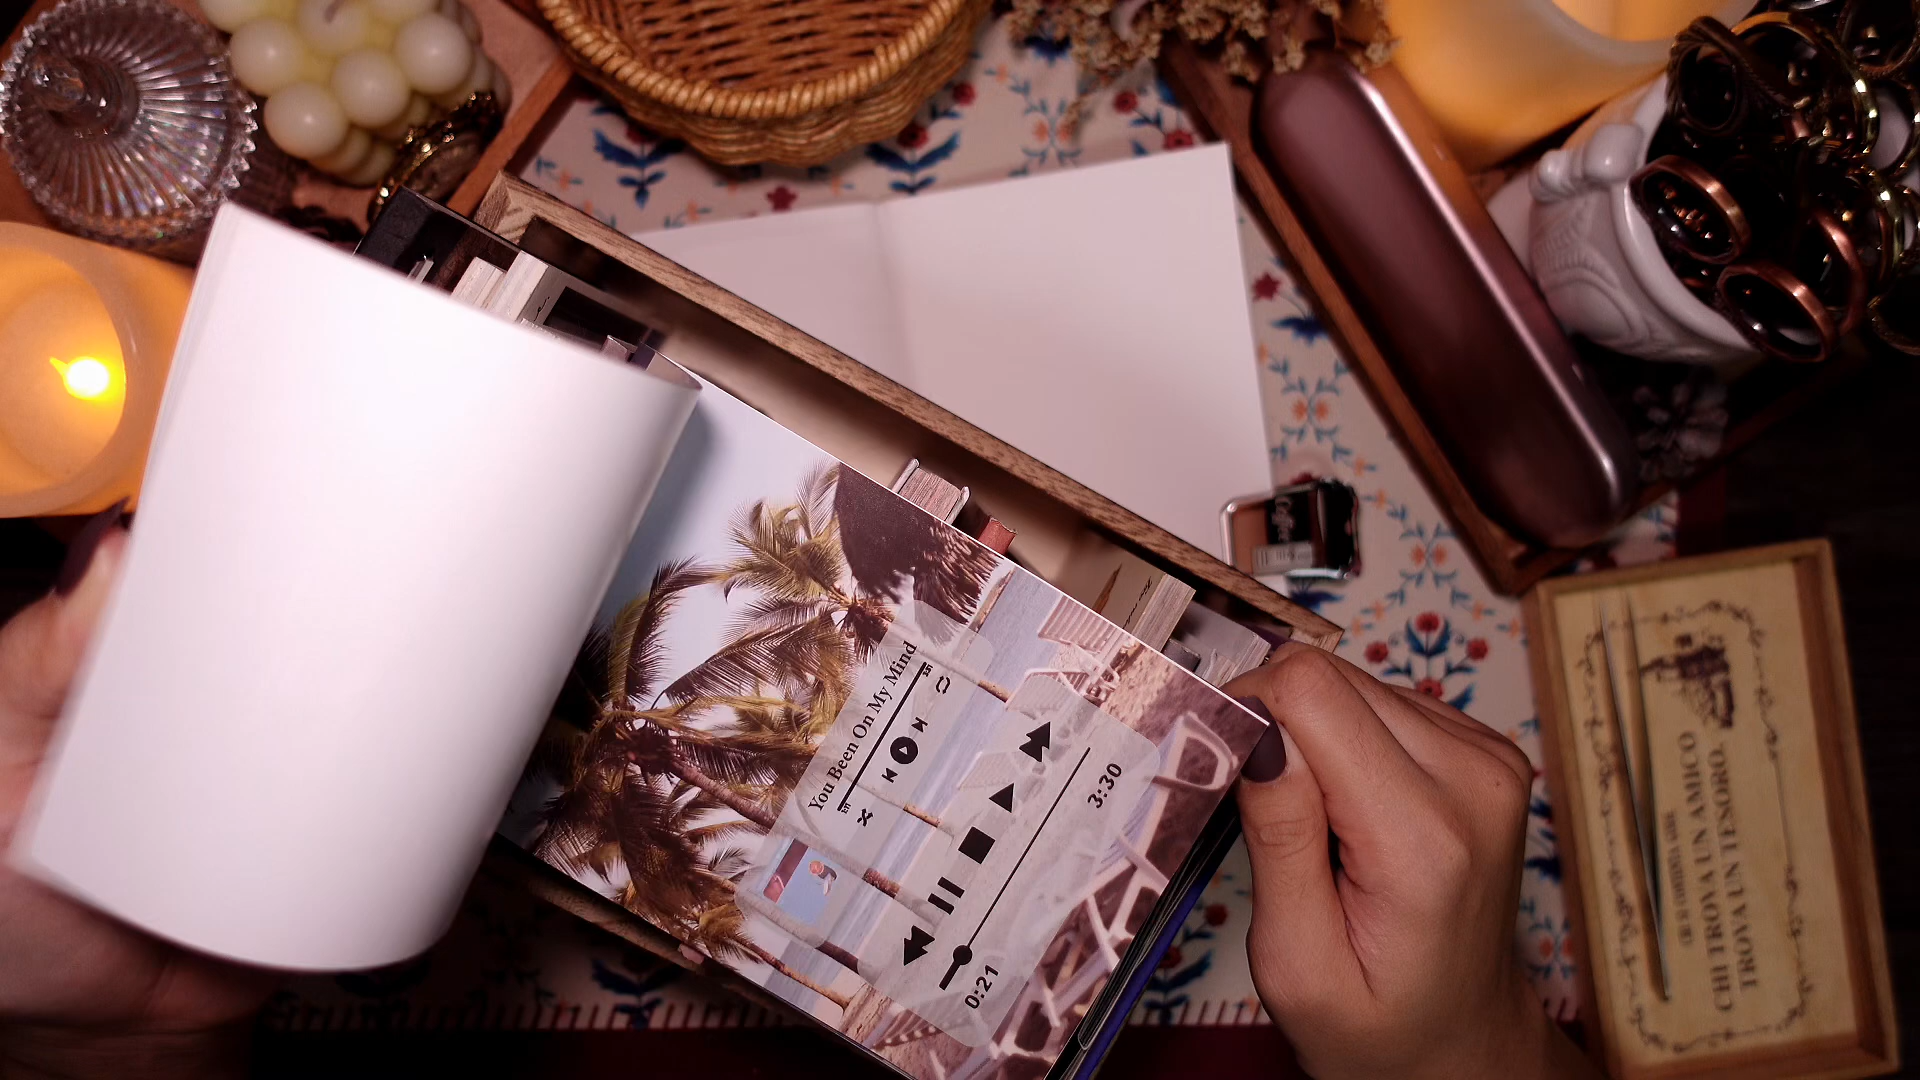 You Been On My Mind
3:30
0:21
CHI TROVA UN AMICO
TROVA UN TESORO.